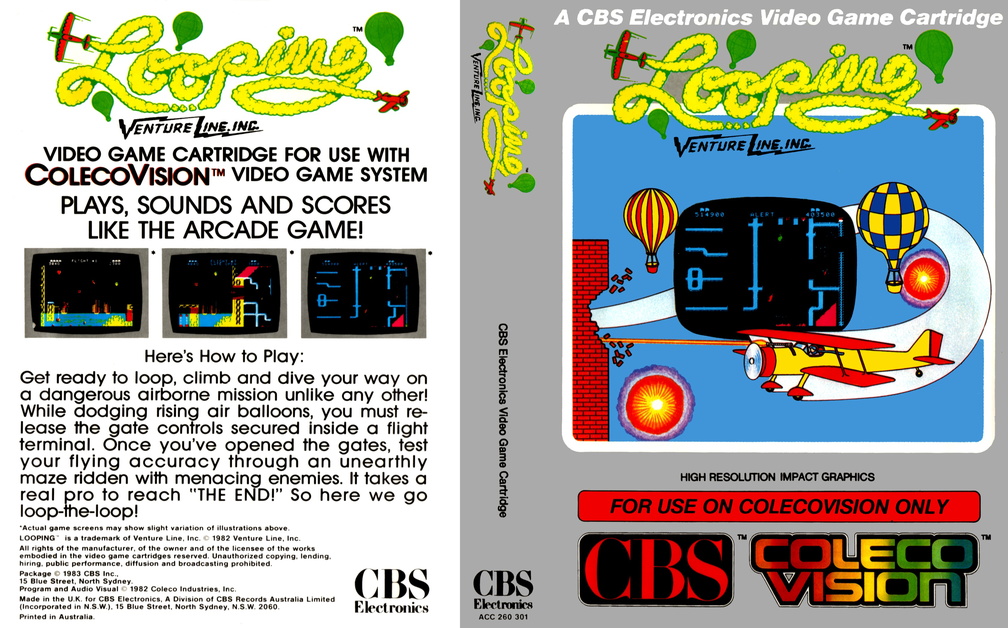 Looping™
VENTURE LINE, INC.
VIDEO GAME CARTRIDGE FOR USE WITH
COLECOVISION™ VIDEO GAME SYSTEM
PLAYS, SOUNDS AND SCORES
LIKE THE ARCADE GAME!
* * *
Here's How to Play:
Get ready to loop, climb and dive your way on
a dangerous airborne mission unlike any other!
While dodging rising air balloons, you must re-
lease the gate controls secured inside a flight
terminal. Once you've opened the gates, test
your flying accuracy through an unearthly
maze ridden with menacing enemies. It takes a
real pro to reach "THE END!" So here we go
loop-the-loop!
*Actual game screens may show slight variation of illustrations above.
LOOPING™ is a trademark of Venture Line, Inc. © 1982 Venture Line, Inc.
All rights of the manufacturer, of the owner and of the licensee of the works
embodied in the video game cartridges reserved. Unauthorized copying, lending,
hiring, public performance, diffusion and broadcasting prohibited.
Package © 1983 CBS Inc.,
15 Blue Street, North Sydney.
Program and Audio Visual © 1982 Coleco Industries, Inc.
Made in the U.K. for CBS Electronics, A Division of CBS Records Australia Limited
(Incorporated in N.S.W.), 15 Blue Street, North Sydney, N.S.W. 2060.
Printed in Australia.
CBS
Electronics
Looping™
VENTURE LINE, INC.
CBS Electronics Video Game Cartridge
CBS
Electronics
ACC 260 301
A CBS Electronics Video Game Cartridge
Looping™
VENTURE LINE, INC.
514900 ALERT 403500
HIGH RESOLUTION IMPACT GRAPHICS
FOR USE ON COLECOVISION ONLY
CBS™
COLECO™
VISION